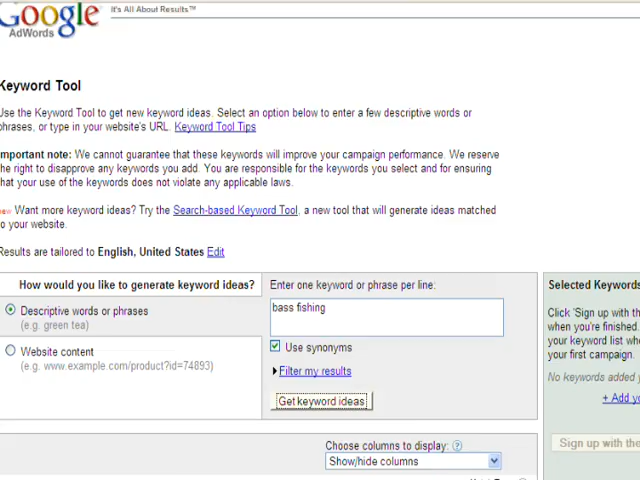 Google
It's All About Results™
AdWords
Keyword Tool
Use the Keyword Tool to get new keyword ideas. Select an option below to enter a few descriptive words or
phrases, or type in your website's URL. Keyword Tool Tips
Important note: We cannot guarantee that these keywords will improve your campaign performance. We reserve
the right to disapprove any keywords you add. You are responsible for the keywords you select and for ensuring
that your use of the keywords does not violate any applicable laws.
New Want more keyword ideas? Try the Search-based Keyword Tool, a new tool that will generate ideas matched
to your website.
Results are tailored to English, United States Edit
How would you like to generate keyword ideas?
Descriptive words or phrases
(e.g. green tea)
Website content
(e.g. www.example.com/product?id=74893)
Enter one keyword or phrase per line:
bass fishing
Use synonyms
Filter my results
Get keyword ideas
Choose columns to display: ?
Show/hide columns
Selected Keywords
Click 'Sign up with th
when you're finished.
your keyword list whe
your first campaign.
No keywords added y
+ Add yo
Sign up with the